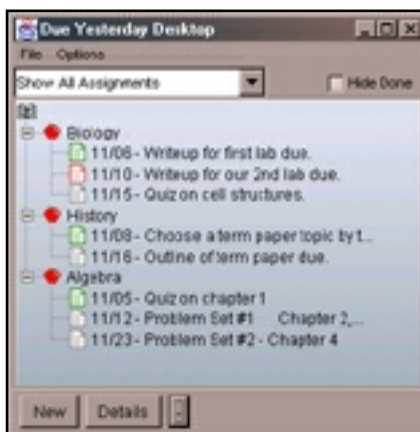 Due Yesterday Desktop
File Options
Show All Assignments Hide Done
Biology
11/06 - Writeup for first lab due.
11/10 - Writeup for our 2nd lab due.
11/15 - Quiz on cell structures.
History
11/08 - Choose a term paper topic by t...
11/16 - Outline of term paper due.
Algebra
11/05 - Quiz on chapter 1
11/12 - Problem Set #1 Chapter 2,...
11/23 - Problem Set #2 - Chapter 4
New Details